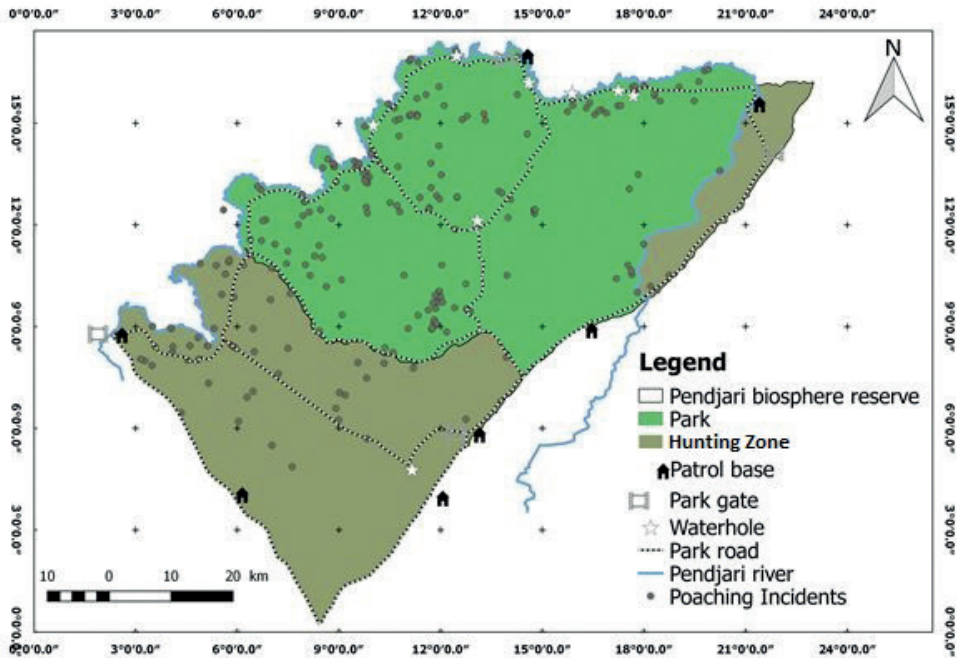 0°0'0.0" 3°0'0.0" 6°0'0.0" 9°0'0.0" 12°0'0.0" 15°0'0.0" 18°0'0.0" 21°0'0.0" 24°0'0.0"
N
15°0'0.0" 15°0'0.0"
12°0'0.0" 12°0'0.0"
9°0'0.0" 9°0'0.0"
6°0'0.0" 6°0'0.0"
3°0'0.0" 3°0'0.0"
0°0'0.0" 0°0'0.0"
Legend
Pendjari biosphere reserve
Park
Hunting Zone
Patrol base
Park gate
Waterhole
Park road
Pendjari river
Poaching Incidents
10 0 10 20 km
0°0'0.0" 3°0'0.0" 6°0'0.0" 9°0'0.0" 12°0'0.0" 15°0'0.0" 18°0'0.0" 21°0'0.0" 24°0'0.0"